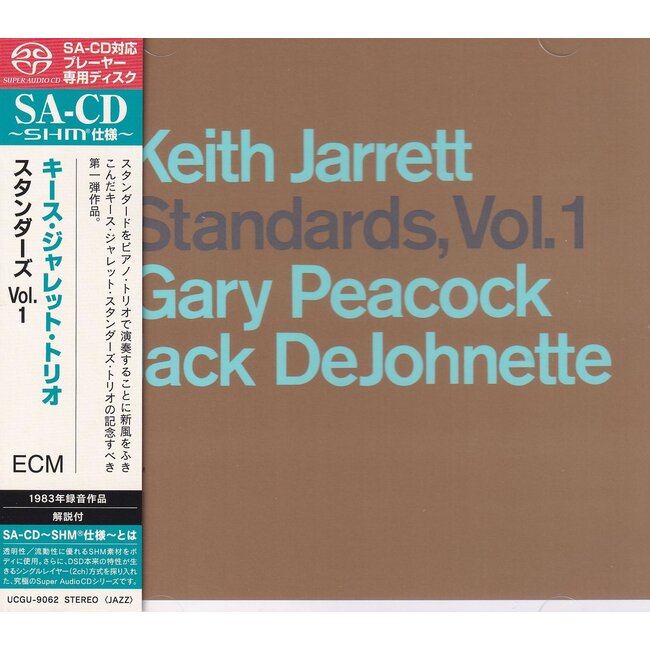 SUPER AUDIO CD
SA-CD対応
プレーヤー
専用ディスク
SA-CD
～SHM®仕様～
キース・ジャレット・トリオ
スタンダーズ Vol. 1
スタンダードをピアノ・トリオで演奏することに新風をふき
こんだキース・ジャレット・スタンダーズ・トリオの記念すべき
第一弾作品。
ECM
1983年録音作品
解説付
SA-CD～SHM®仕様～とは
透明性／流動性に優れるSHM素材をボ
ディに使用。さらに、DSD本来の特性が生
きるシングルレイヤー(2ch)方式を採り入れ
た、究極のSuper Audio CDシリーズです。
UCGU-9062 STEREO 〈JAZZ〉
Keith Jarrett
Standards, Vol. 1
Gary Peacock
ack DeJohnette